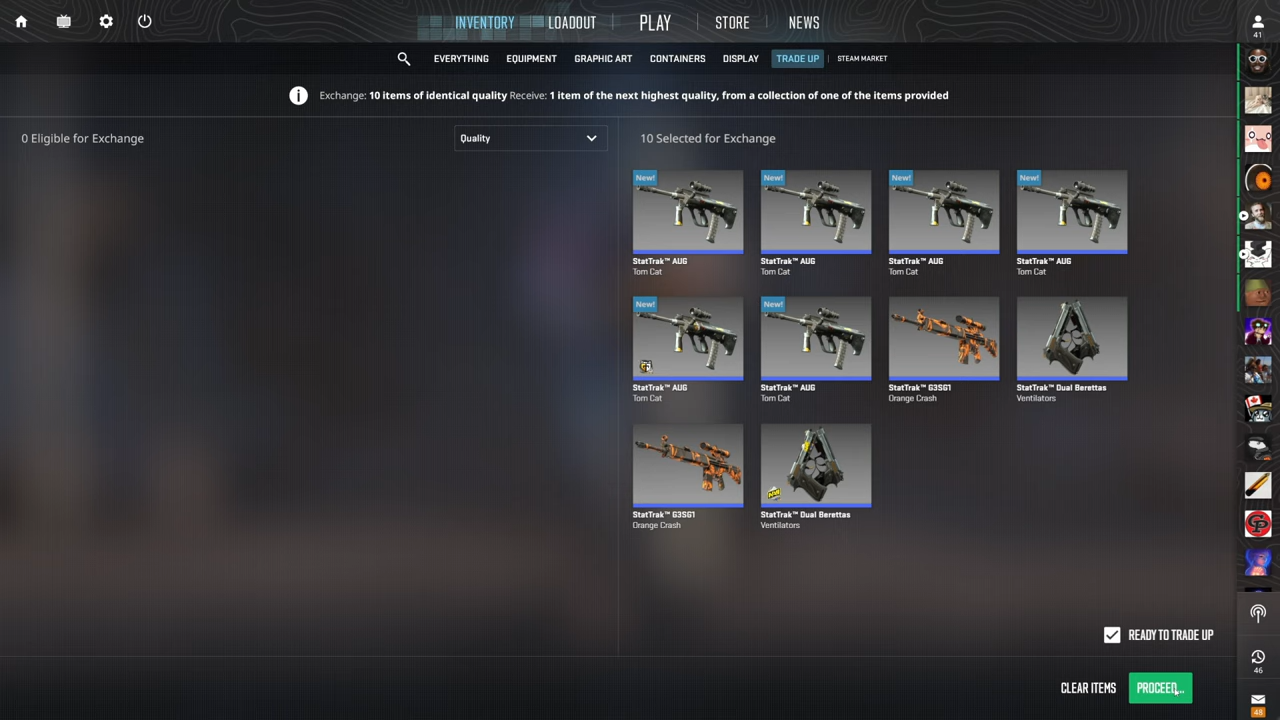 INVENTORY
LOADOUT
PLAY
STORE
NEWS
41
EVERYTHING
EQUIPMENT
GRAPHIC ART
CONTAINERS
DISPLAY
TRADE UP
STEAM MARKET
Exchange: 10 items of identical quality Receive: 1 item of the next highest quality, from a collection of one of the items provided
0 Eligible for Exchange
Quality
10 Selected for Exchange
New!
StatTrak™ AUG
Tom Cat
New!
StatTrak™ AUG
Tom Cat
New!
StatTrak™ AUG
Tom Cat
New!
StatTrak™ AUG
Tom Cat
New!
StatTrak™ AUG
Tom Cat
New!
StatTrak™ AUG
Tom Cat
StatTrak™ G3SG1
Orange Crash
StatTrak™ Dual Berettas
Ventilators
StatTrak™ G3SG1
Orange Crash
StatTrak™ Dual Berettas
Ventilators
READY TO TRADE UP
CLEAR ITEMS
PROCEED...
46
48